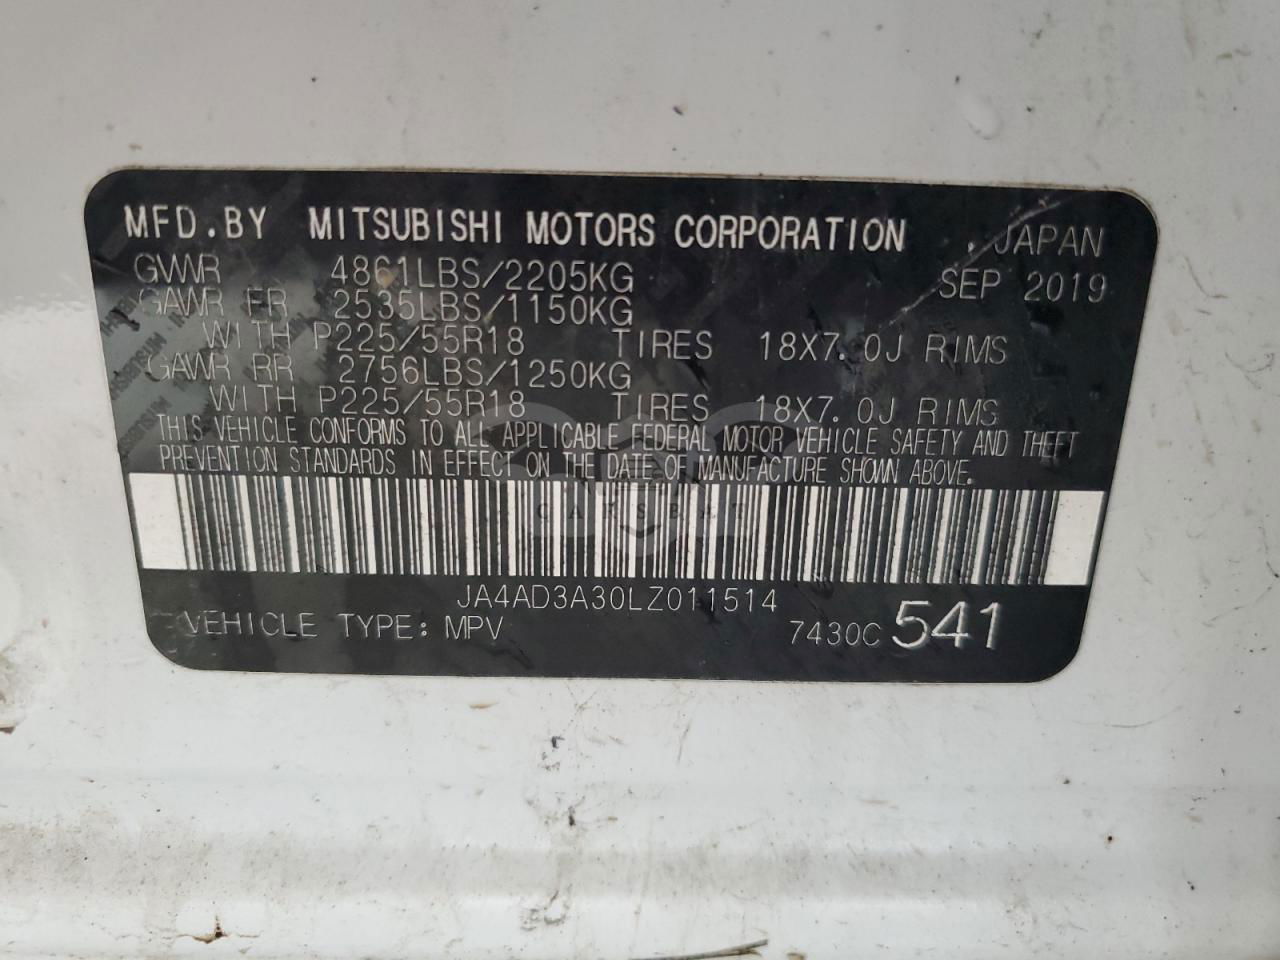 MFD.BY MITSUBISHI MOTORS CORPORATION , JAPAN
GVWR 4861LBS/2205KG SEP 2019
GAWR FR 2535LBS/1150KG
WITH P225/55R18 TIRES 18X7.0J RIMS
GAWR RR 2756LBS/1250KG
WITH P225/55R18 TIRES 18X7.0J RIMS
THIS VEHICLE CONFORMS TO ALL APPLICABLE FEDERAL MOTOR VEHICLE SAFETY AND THEFT
PREVENTION STANDARDS IN EFFECT ON THE DATE OF MANUFACTURE SHOWN ABOVE.
CARSBAT
JA4AD3A30LZ011514
VEHICLE TYPE: MPV 7430C 541